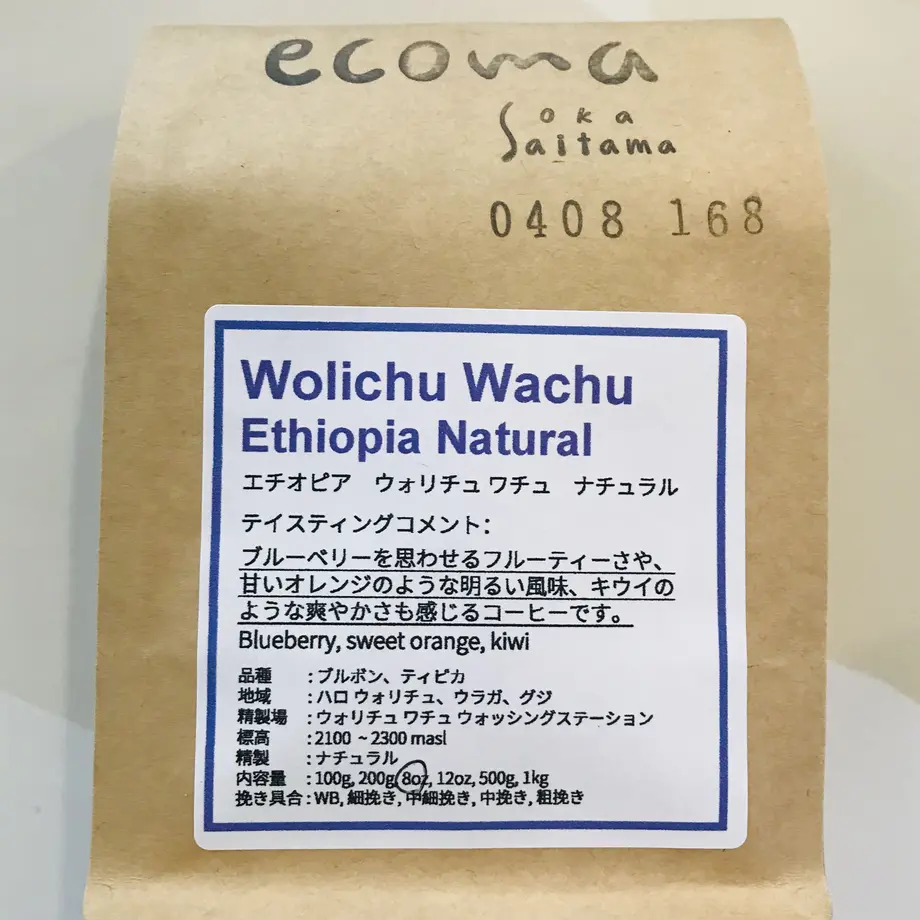 ecoma
Soka
Saitama
0408 168
Wolichu Wachu
Ethiopia Natural
エチオピア　ウォリチュ ワチュ　ナチュラル
テイスティングコメント：
ブルーベリーを思わせるフルーティーさや、
甘いオレンジのような明るい風味、キウイの
ような爽やかさも感じるコーヒーです。
Blueberry, sweet orange, kiwi
品種　：ブルボン、ティピカ
地域　：ハロ ウォリチュ、ウラガ、グジ
精製場　：ウォリチュ ワチュ ウォッシングステーション
標高　：2100 ~ 2300 masl
精製　：ナチュラル
内容量　：100g, 200g, 8oz, 12oz, 500g, 1kg
挽き具合：WB, 細挽き, 中細挽き, 中挽き, 粗挽き